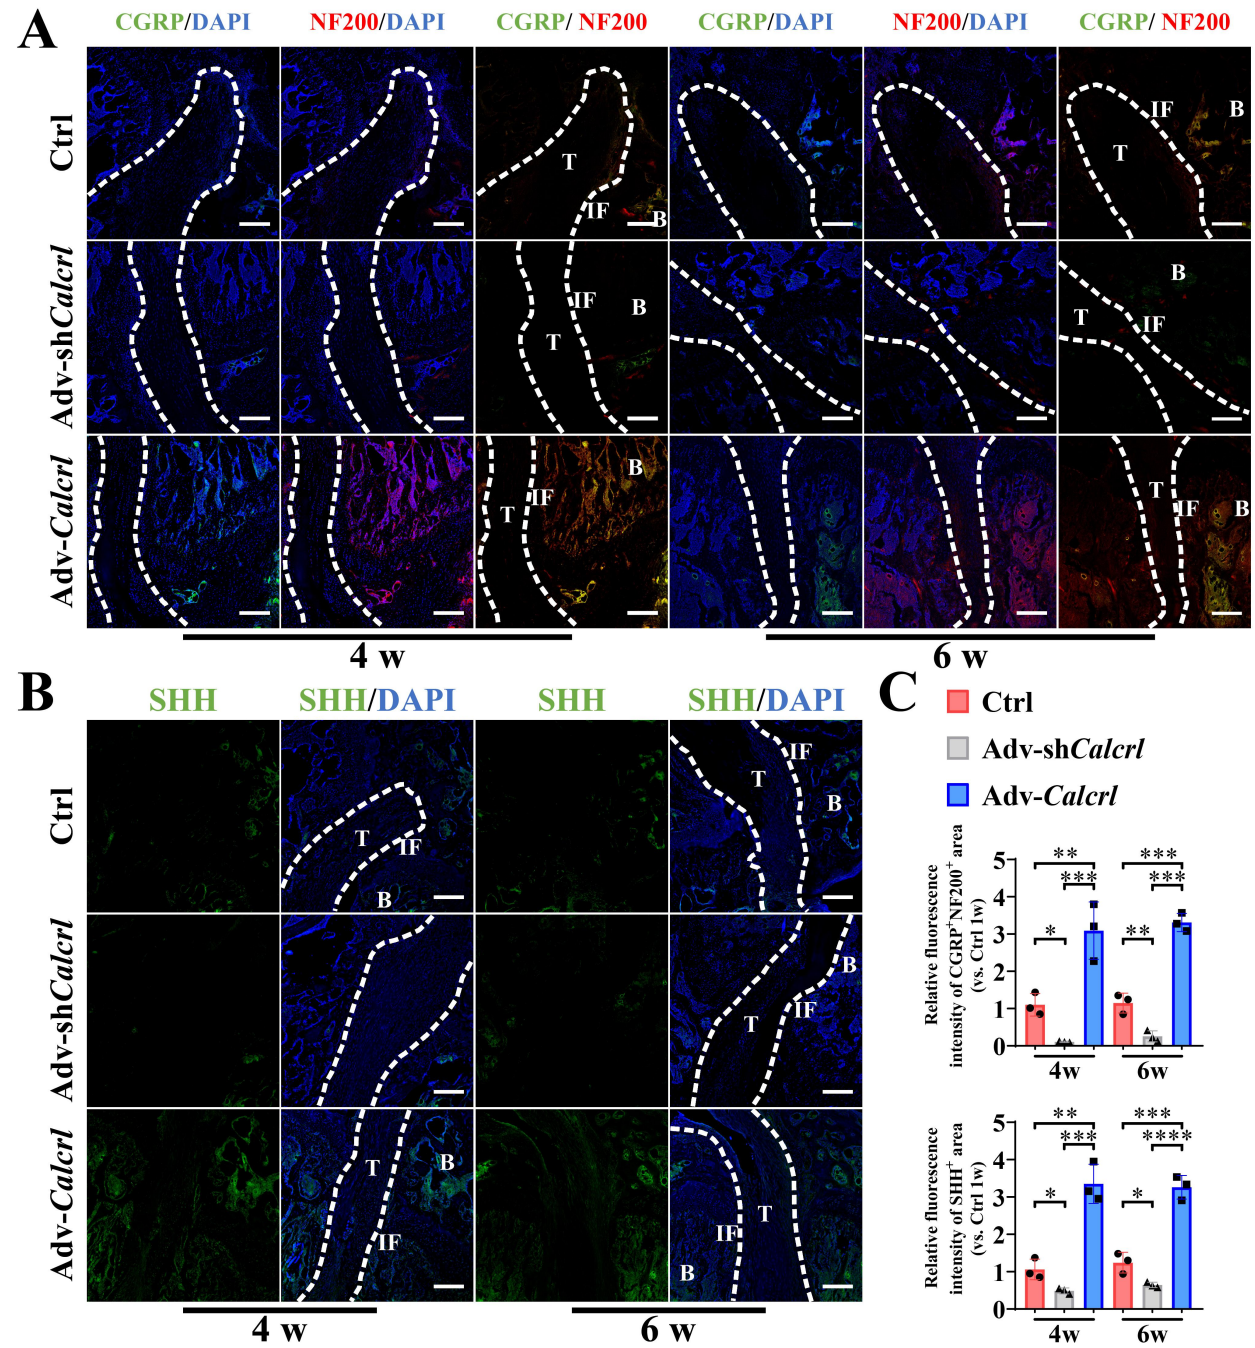 A
CGRP/DAPI NF200/DAPI CGRP/ NF200 CGRP/DAPI NF200/DAPI CGRP/ NF200
Ctrl
T IF B T IF B
Adv-shCalcrl
T IF B T IF B
Adv-Calcrl
T IF B T IF B
4 w 6 w
B
SHH SHH/DAPI SHH SHH/DAPI
Ctrl
T IF B T IF B
Adv-shCalcrl
T IF B
Adv-Calcrl
T IF B T IF B
4 w 6 w
C
Ctrl
Adv-shCalcrl
Adv-Calcrl
Relative fluorescence
intensity of CGRP⁺NF200⁺ area
(vs. Ctrl 1w)
5
4
3
2
1
0
** *** * *** *** **
4w 6w
Relative fluorescence
intensity of SHH⁺ area
(vs. Ctrl 1w)
5
4
3
2
1
0
** *** * *** **** *
4w 6w